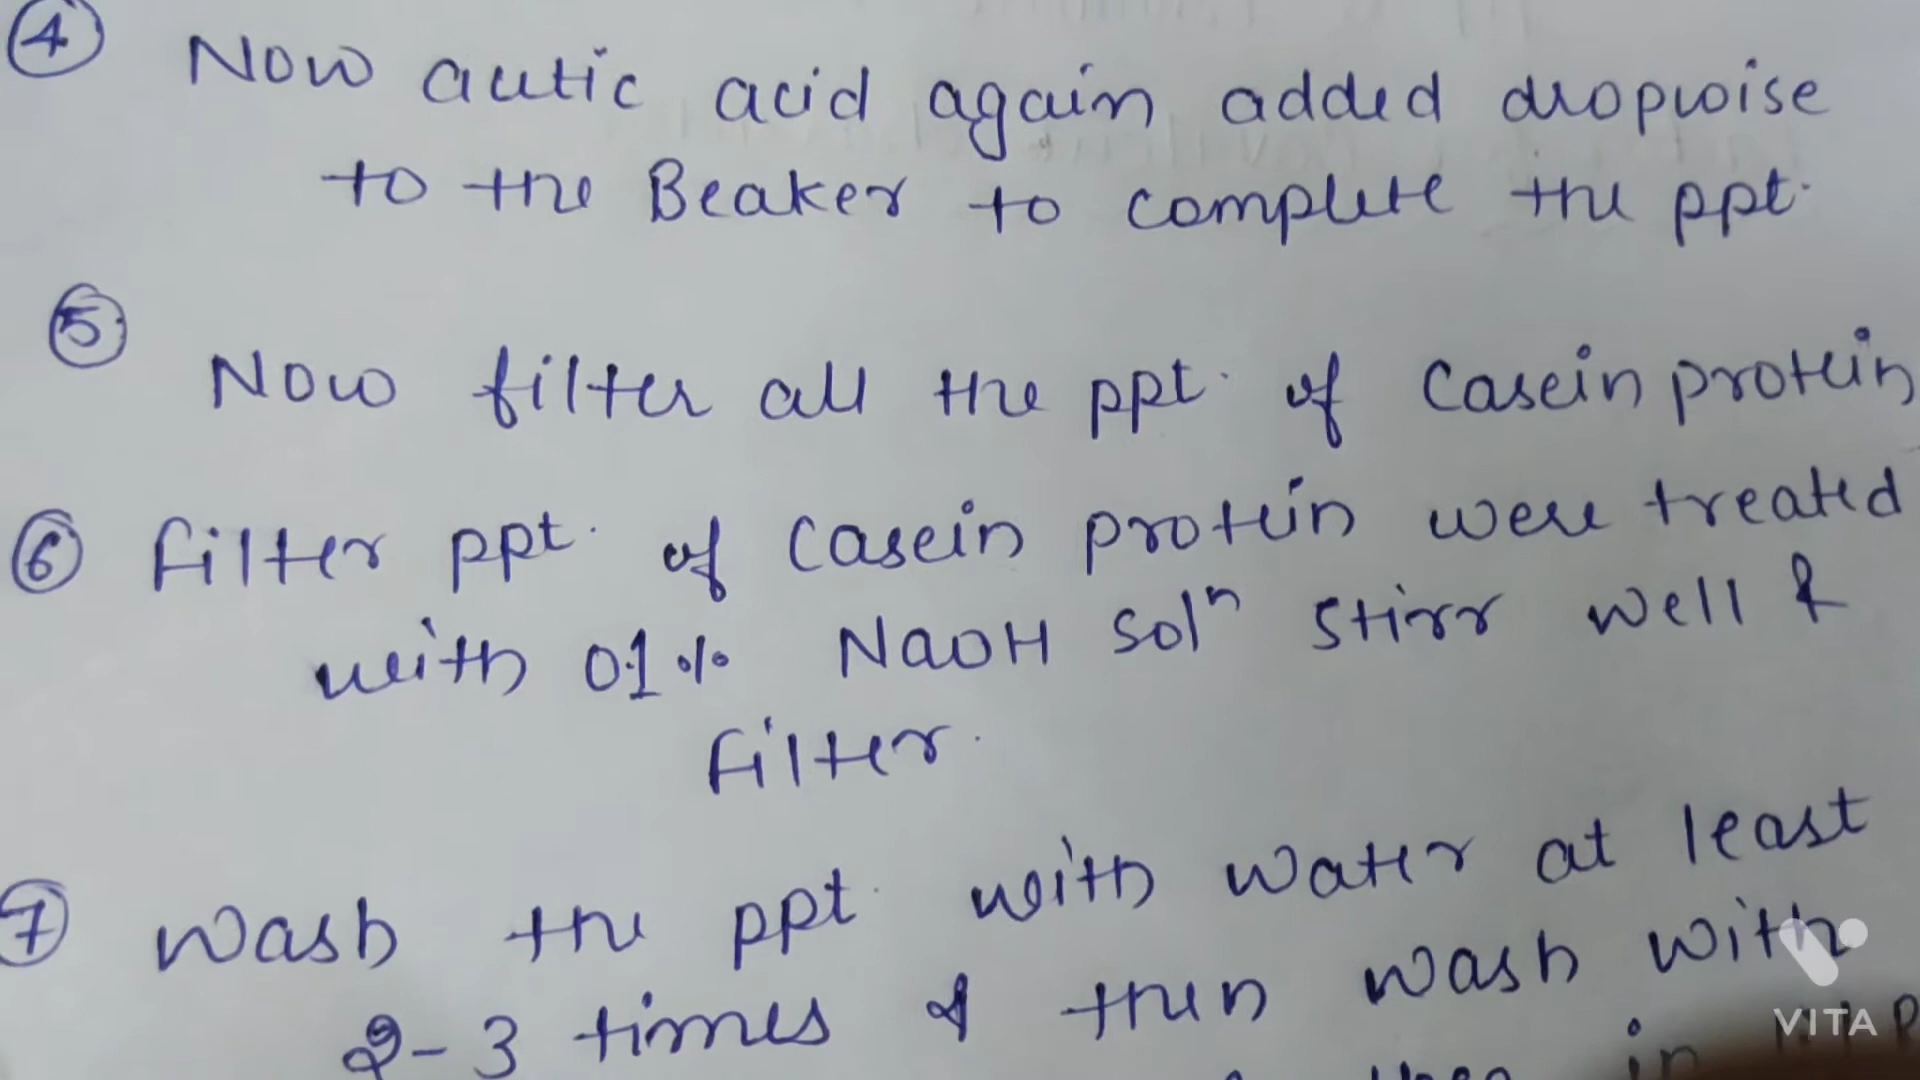 ④ Now acetic acid again added dropwise
to the Beaker to complete the ppt.
⑤ Now filter all the ppt. of Casein protein
⑥ Filter ppt. of Casein protein were treated
with 0.1% NaOH solⁿ stirr well &
filter.
⑦ Wash the ppt. with water at least
2-3 times & then wash with
then in
VITA